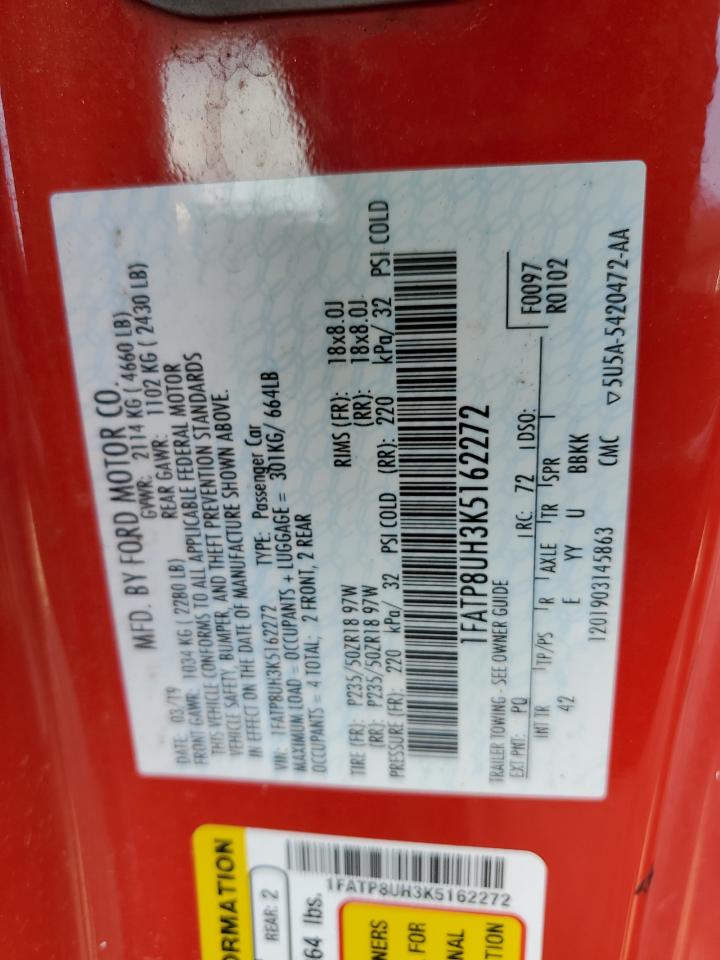 MFD. BY FORD MOTOR CO.
DATE: 03/19 GVWR: 2114 KG ( 4660 LB)
FRONT GAWR: 1034 KG ( 2280 LB) REAR GAWR: 1102 KG ( 2430 LB)
THIS VEHICLE CONFORMS TO ALL APPLICABLE FEDERAL MOTOR
VEHICLE SAFETY, BUMPER, AND THEFT PREVENTION STANDARDS
IN EFFECT ON THE DATE OF MANUFACTURE SHOWN ABOVE.
VIN: 1FATP8UH3K5162272 TYPE: Passenger Car
MAXIMUM LOAD = OCCUPANTS + LUGGAGE = 301KG/ 664LB
OCCUPANTS = 4 TOTAL; 2 FRONT, 2 REAR
TIRE (FR): P235/50ZR18 97W RIMS (FR): 18x8.0J
(RR): P235/50ZR18 97W (RR): 18x8.0J
PRESSURE (FR): 220 kPa/ 32 PSI COLD (RR): 220 kPa/ 32 PSI COLD
1FATP8UH3K5162272
TRAILER TOWING - SEE OWNER GUIDE
EXT PNT: PQ RC: 72 DSO: F0097
R0102
INT TR TP/PS R AXLE TR SPR
42 E YY U BBKK
1201903145863 CMC ▽5U5A-5420472-AA
ORMATION
REAR: 2
64 lbs.
1FATP8UH3K5162272
NERS
FOR
NAL
TION